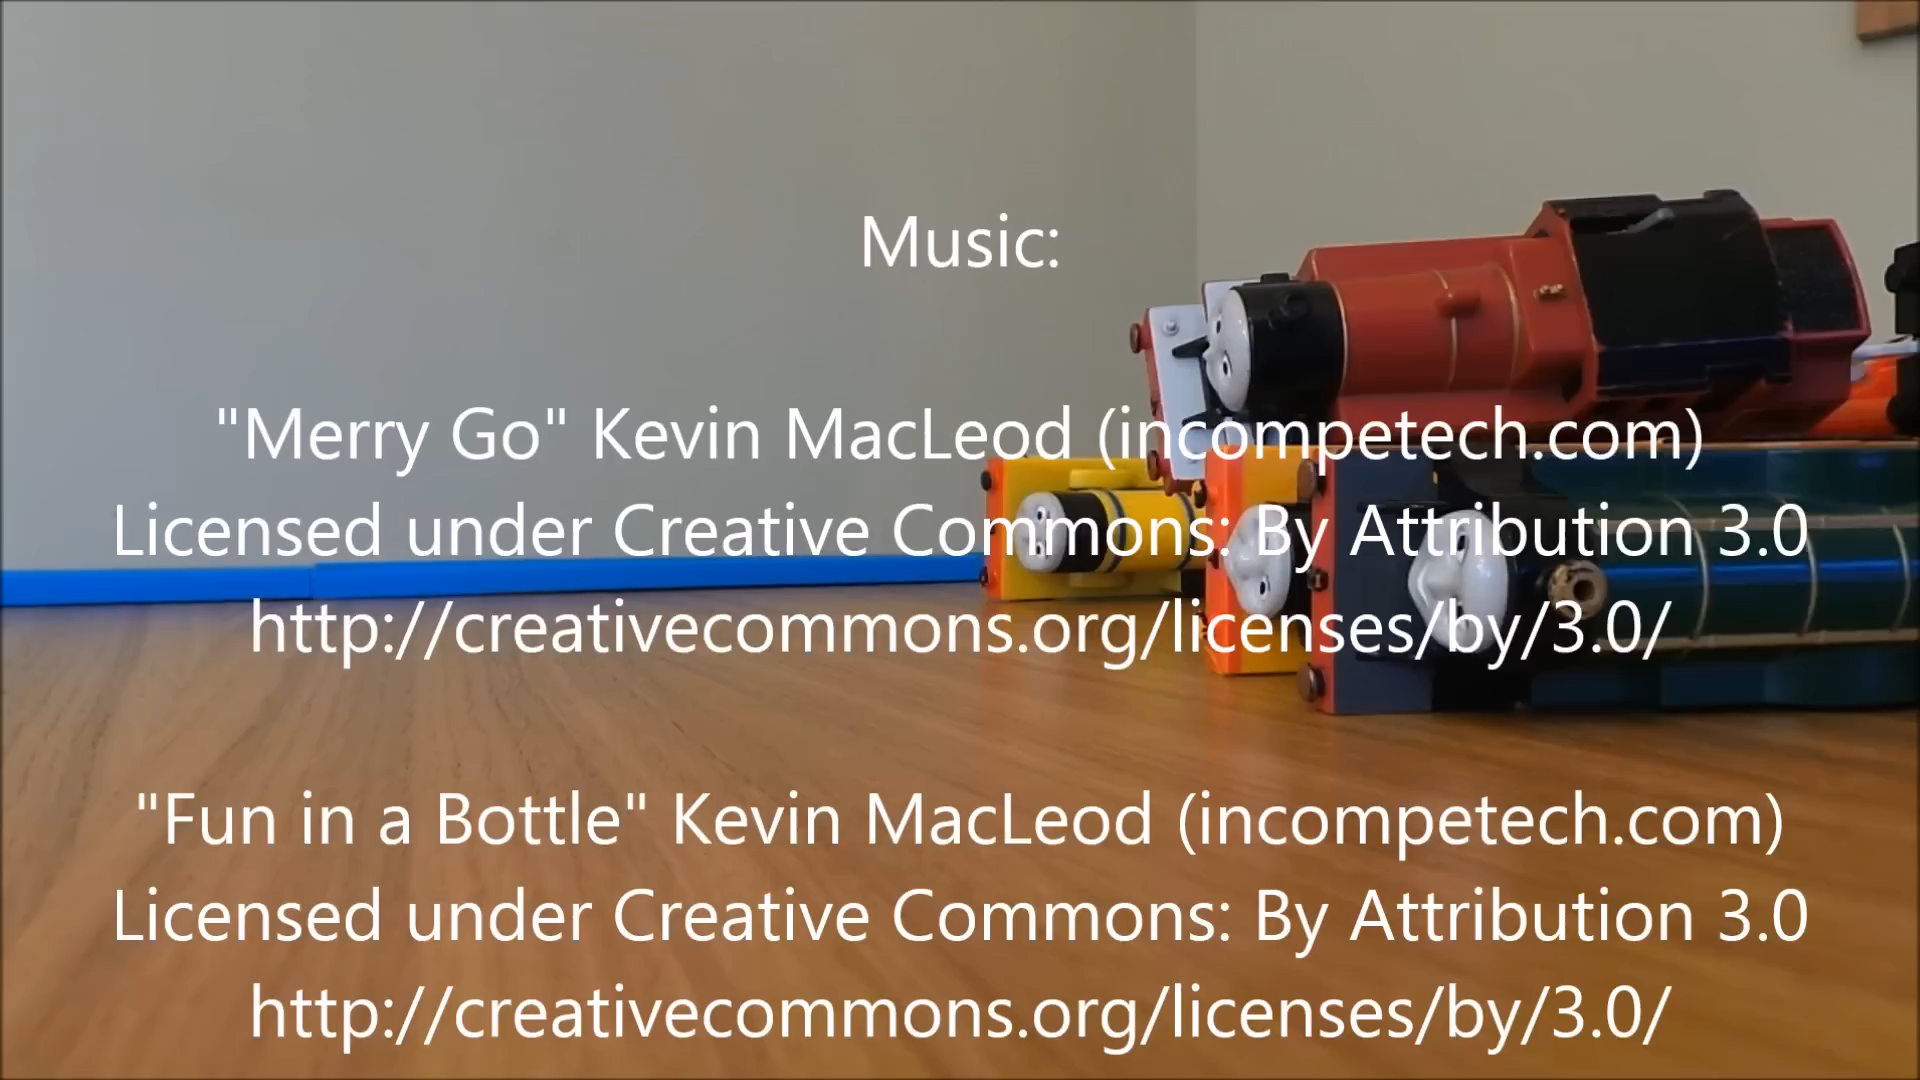 Music:
"Merry Go" Kevin MacLeod (incompetech.com)
Licensed under Creative Commons: By Attribution 3.0
http://creativecommons.org/licenses/by/3.0/
"Fun in a Bottle" Kevin MacLeod (incompetech.com)
Licensed under Creative Commons: By Attribution 3.0
http://creativecommons.org/licenses/by/3.0/